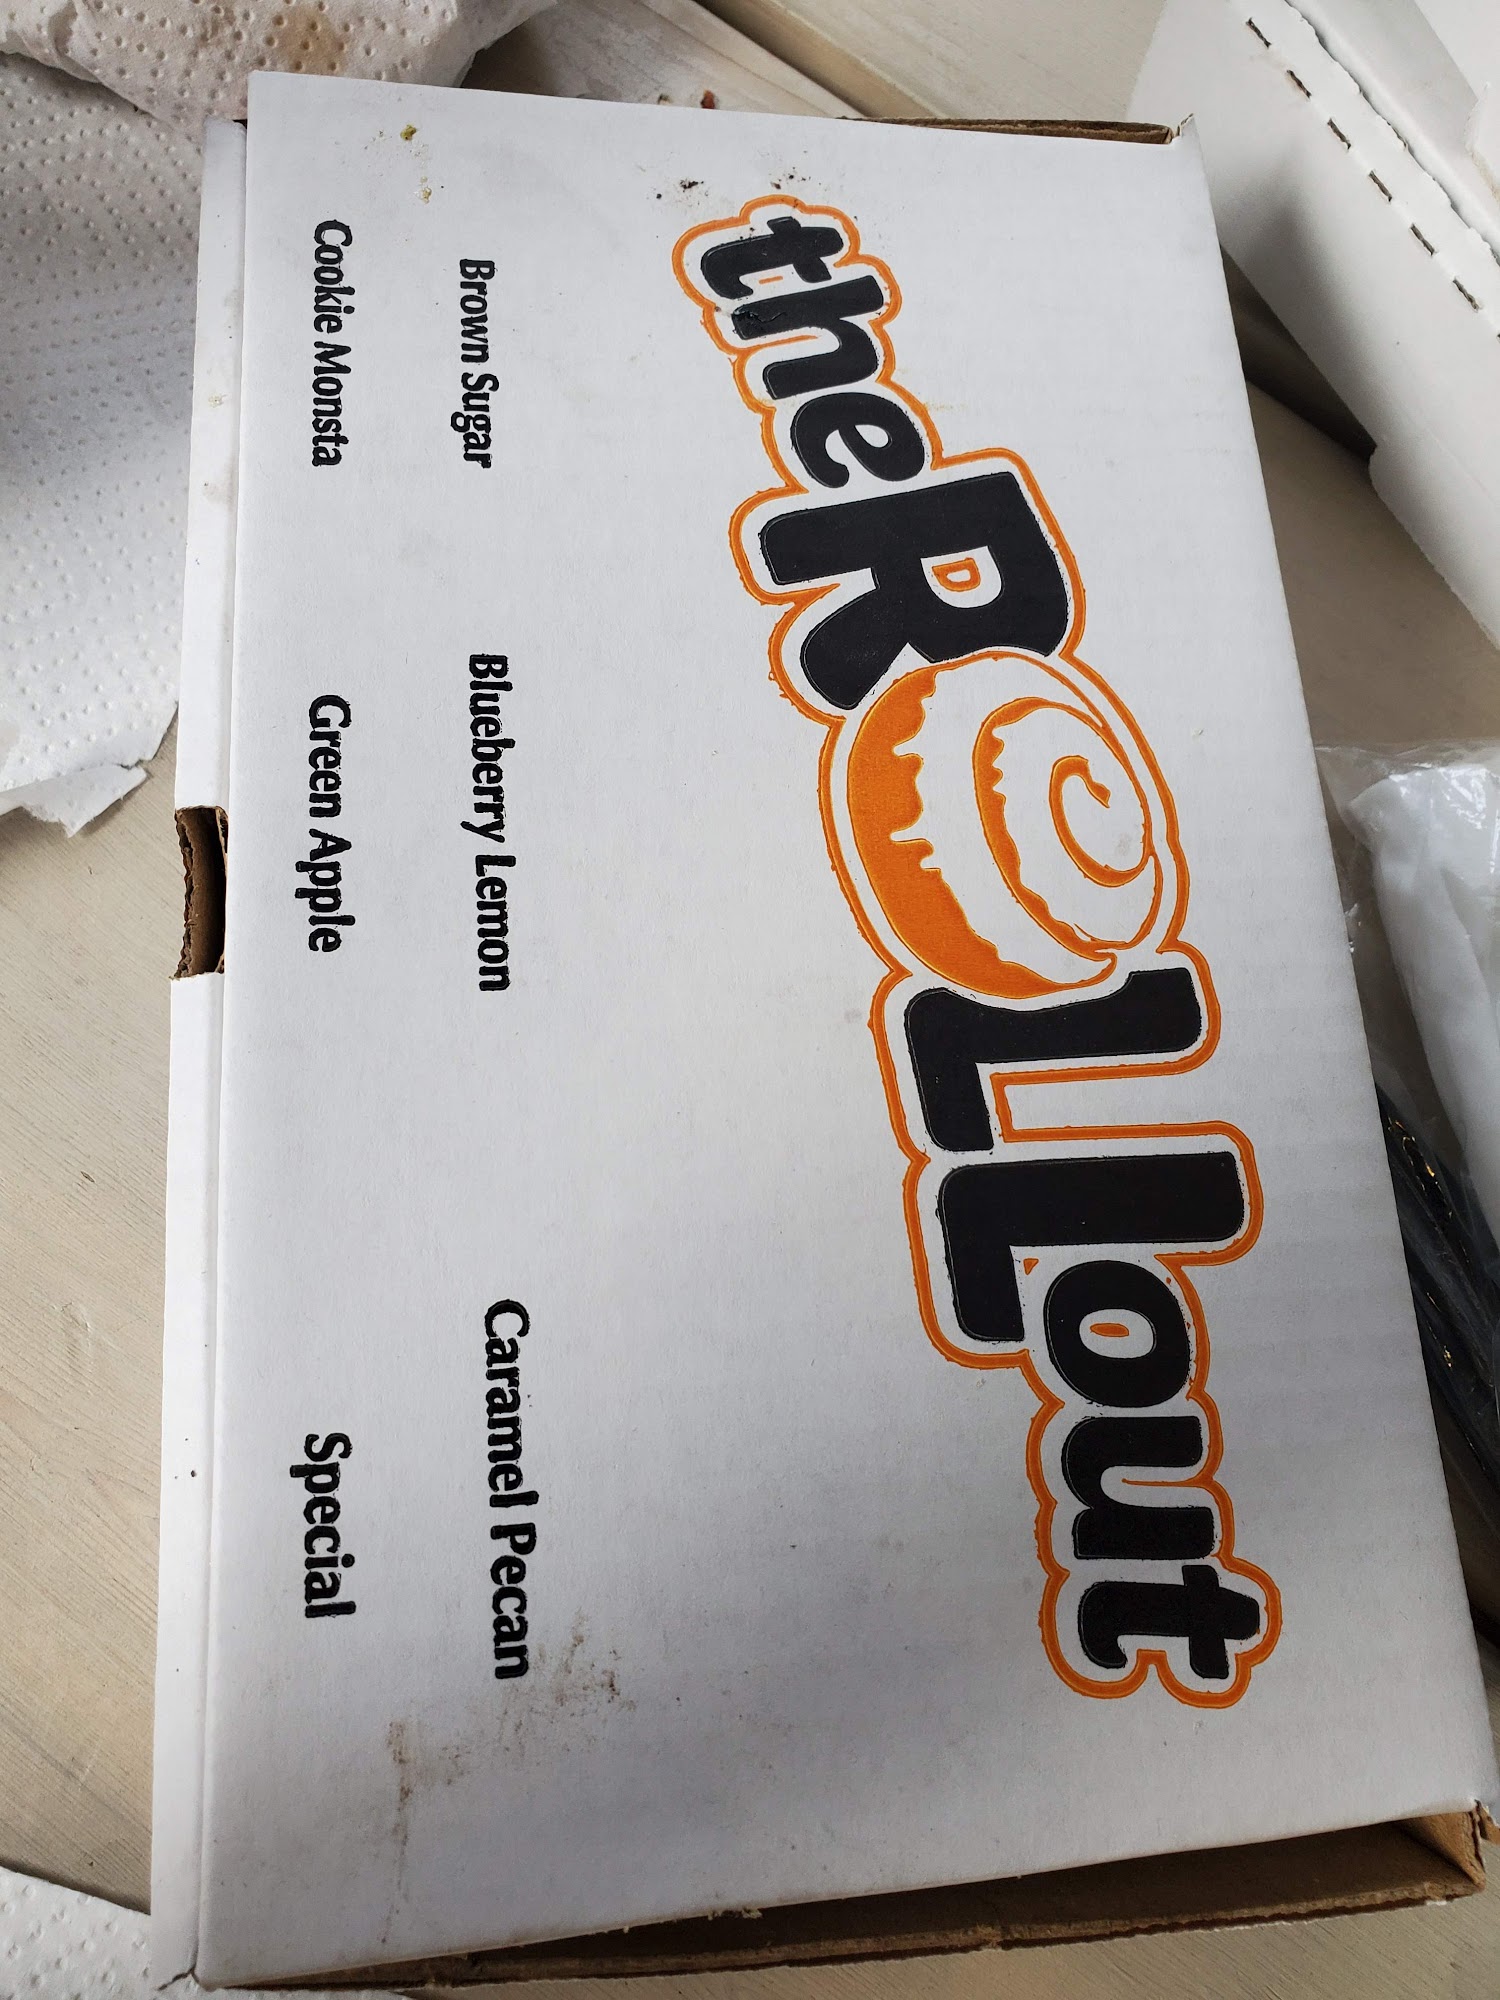 theROLLout
Brown Sugar Blueberry Lemon Caramel Pecan
Cookie Monsta Green Apple Special